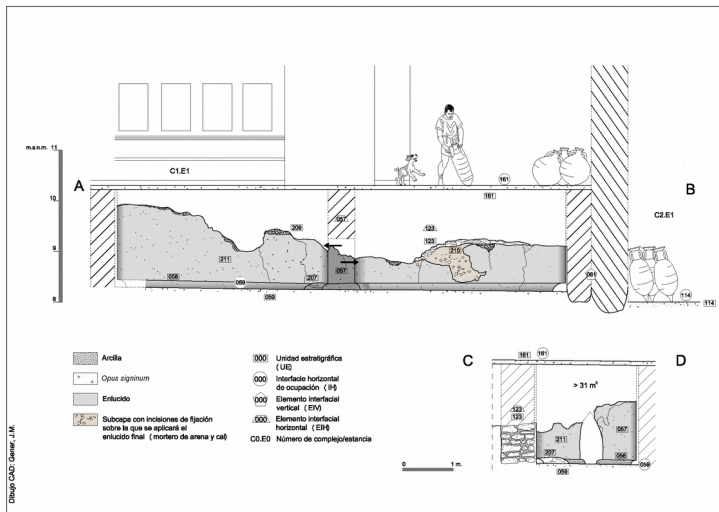 m.s.n.m. 11
10
9
8
C1.E1
A
B
161
161
C2.E1
057
209
123
123
210
211
058
059
207
057
059
061
114
114
Arcilla
Opus signinum
Enlucido
Subcapa con incisiones de fijación
sobre la que se aplicará el
enlucido final ( mortero de arena y cal)
000 Unidad estratigráfica
( UE)
000 Interfacie horizontal
de ocupación ( IH)
000 Elemento interfacial
vertical ( EIV)
000 Elemento interfacial
horizontal ( EIH)
C0.E0 Número de complejo/estancia
0 1 m.
C
D
161
161
> 31 m²
123
123
211
057
207
058
059
059
Dibujo CAD: Gener, J.M.